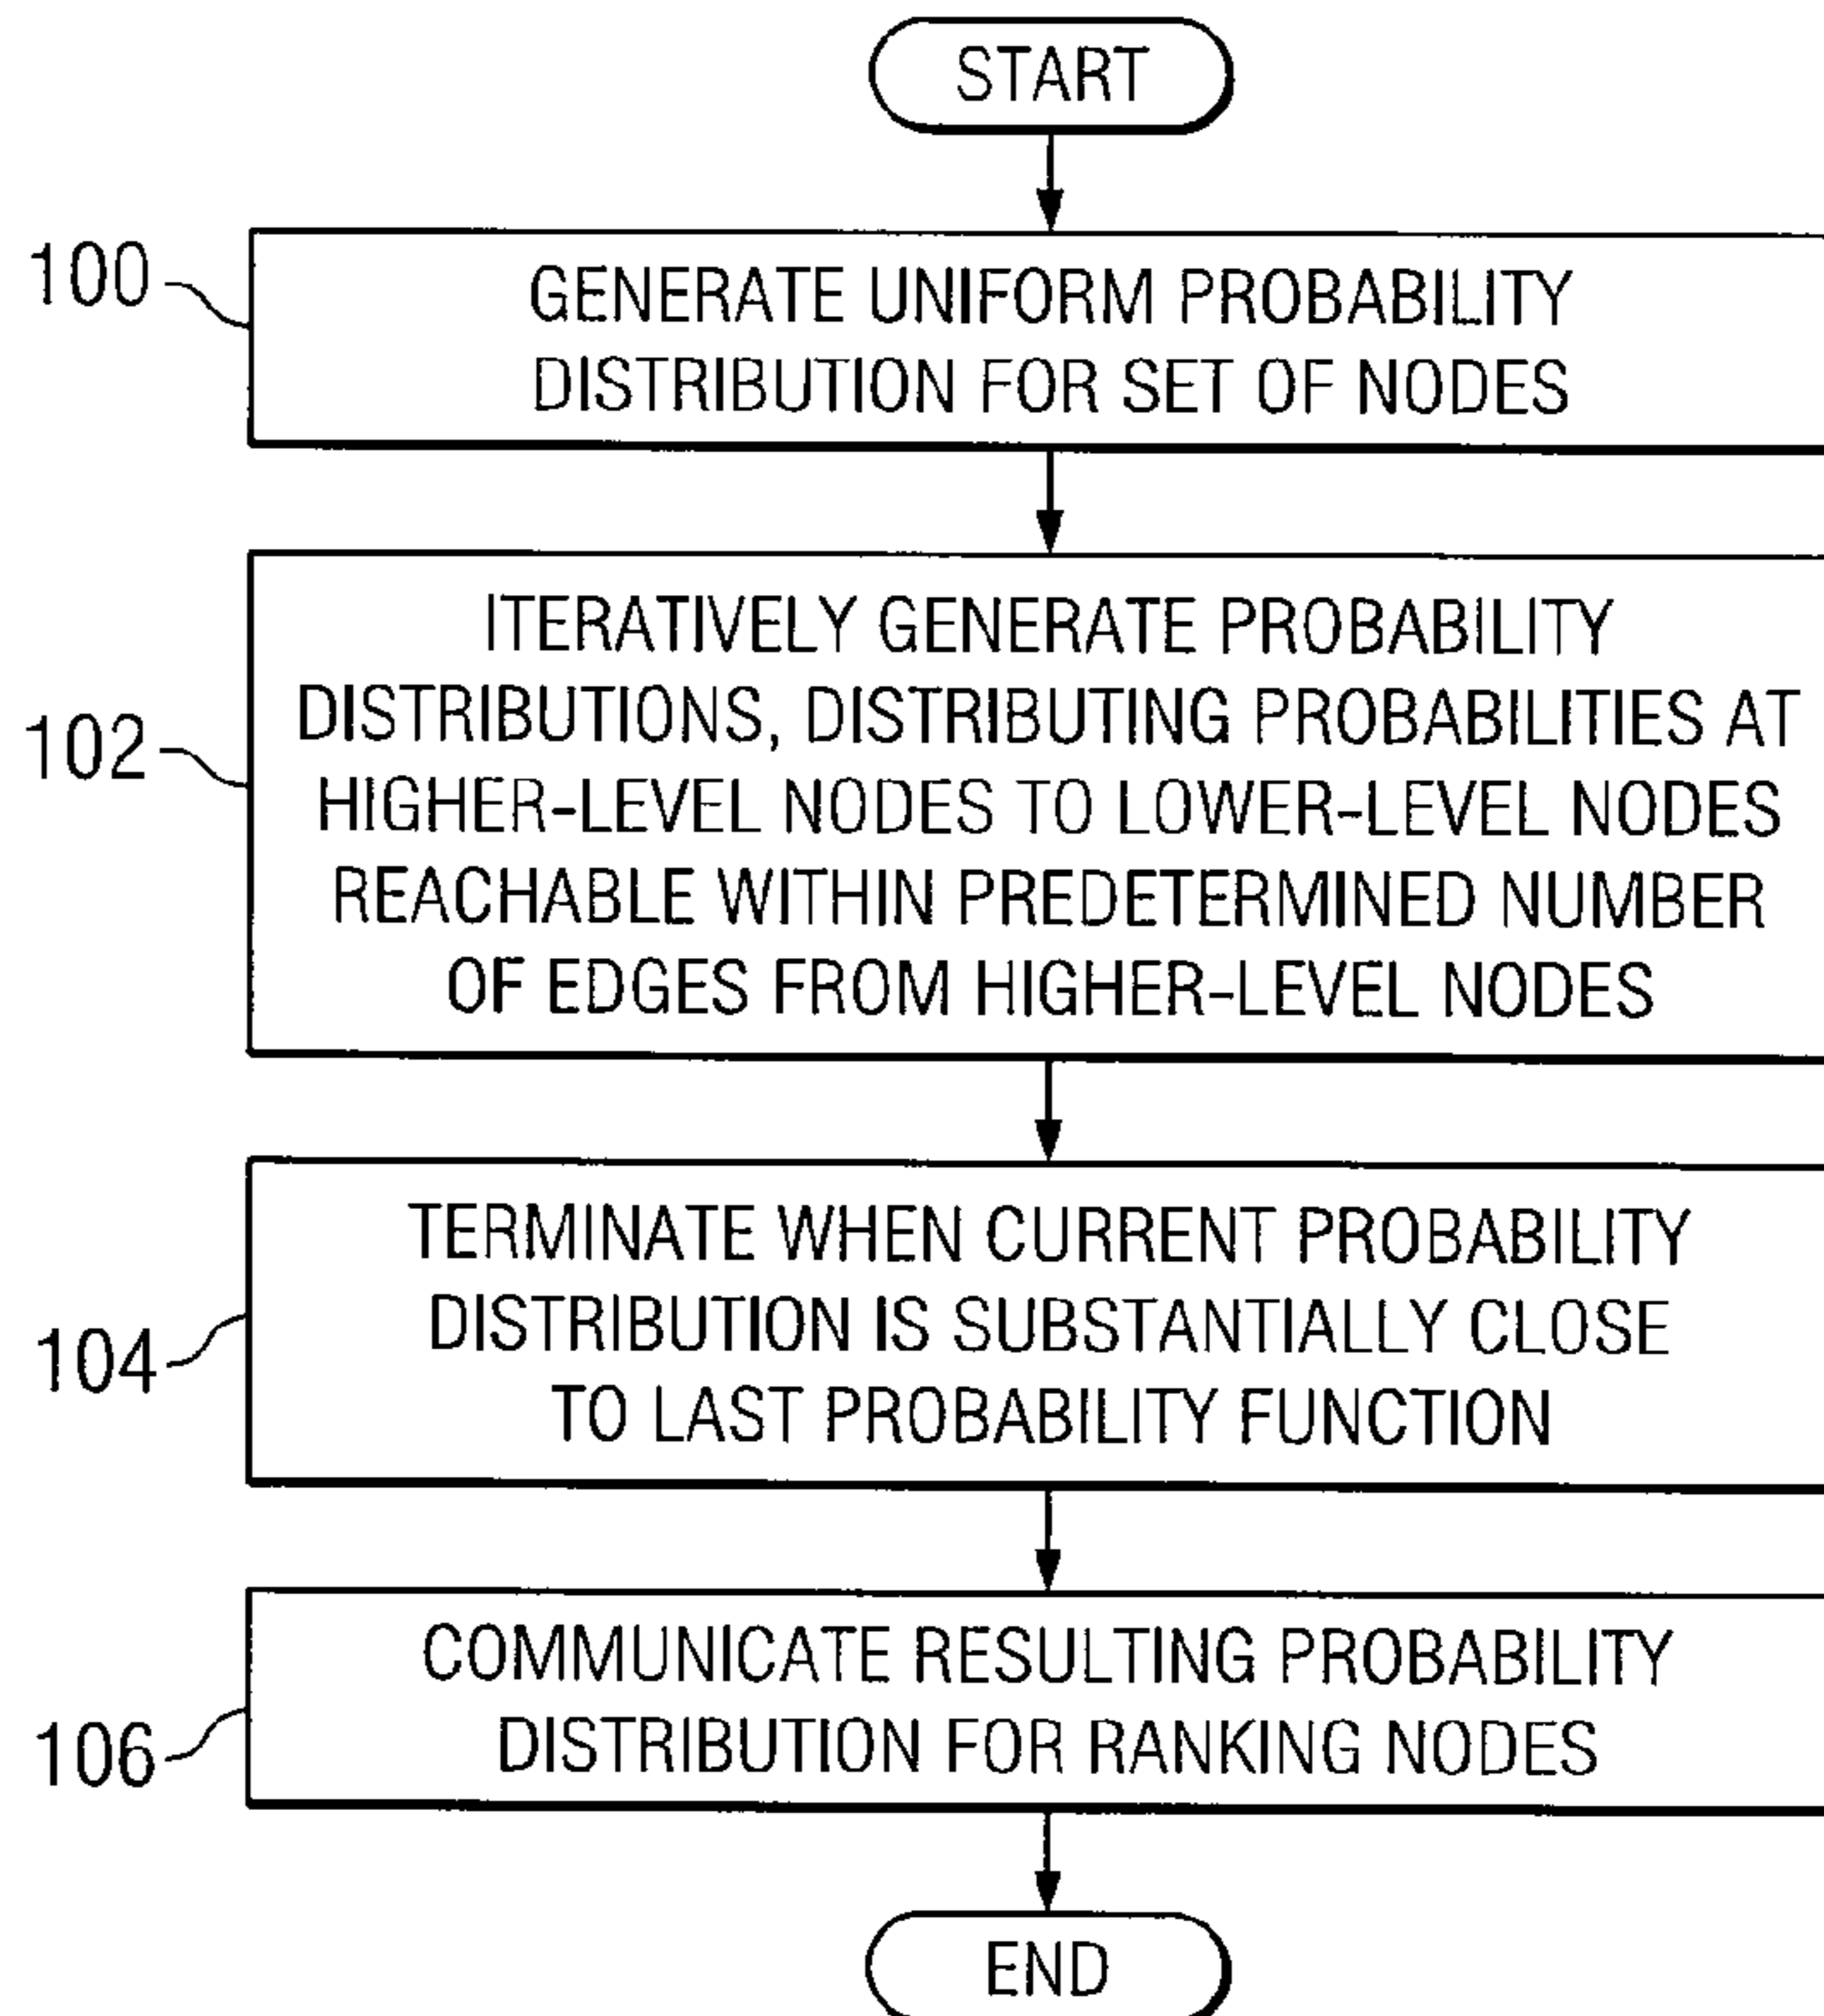 START
100
GENERATE UNIFORM PROBABILITY
DISTRIBUTION FOR SET OF NODES
102
ITERATIVELY GENERATE PROBABILITY
DISTRIBUTIONS, DISTRIBUTING PROBABILITIES AT
HIGHER-LEVEL NODES TO LOWER-LEVEL NODES
REACHABLE WITHIN PREDETERMINED NUMBER
OF EDGES FROM HIGHER-LEVEL NODES
104
TERMINATE WHEN CURRENT PROBABILITY
DISTRIBUTION IS SUBSTANTIALLY CLOSE
TO LAST PROBABILITY FUNCTION
106
COMMUNICATE RESULTING PROBABILITY
DISTRIBUTION FOR RANKING NODES
END